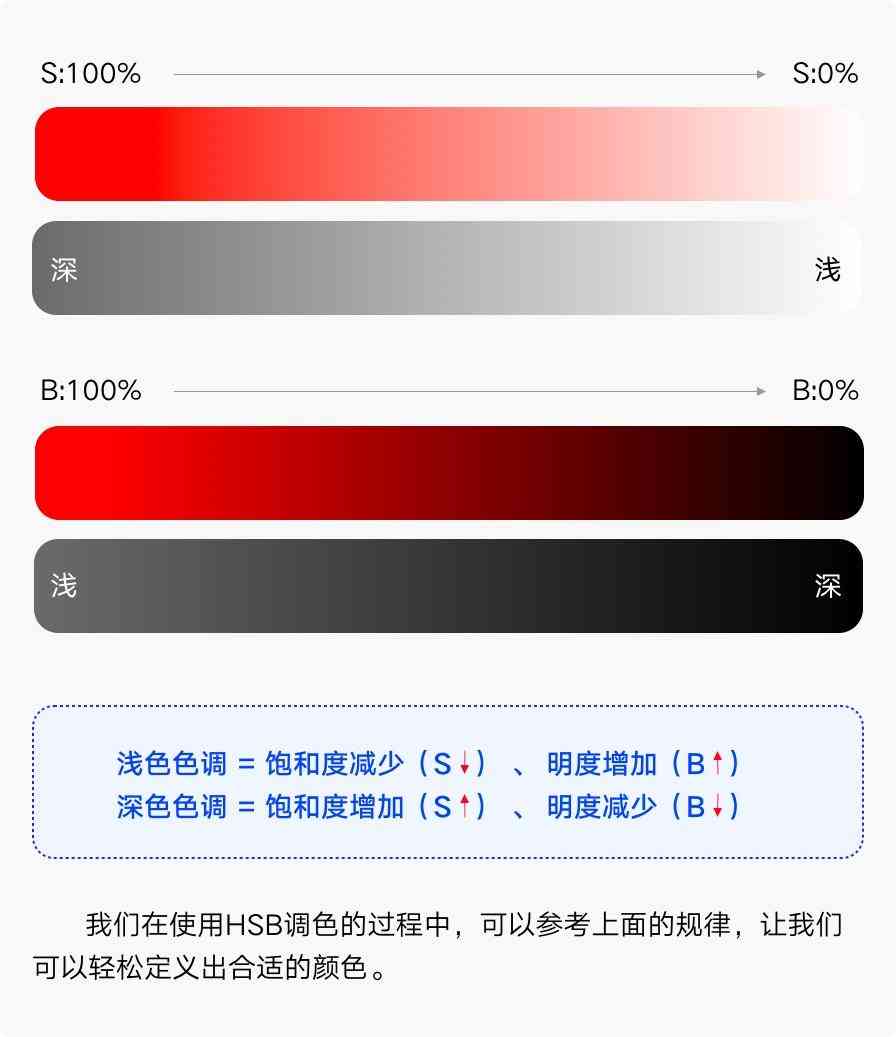 S:100% S:0%
深 浅
B:100% B:0%
浅 深
浅色色调 = 饱和度减少（S↓）、明度增加（B↑）
深色色调 = 饱和度增加（S↑）、明度减少（B↓）
我们在使用HSB调色的过程中，可以参考上面的规律，让我们
可以轻松定义出合适的颜色。